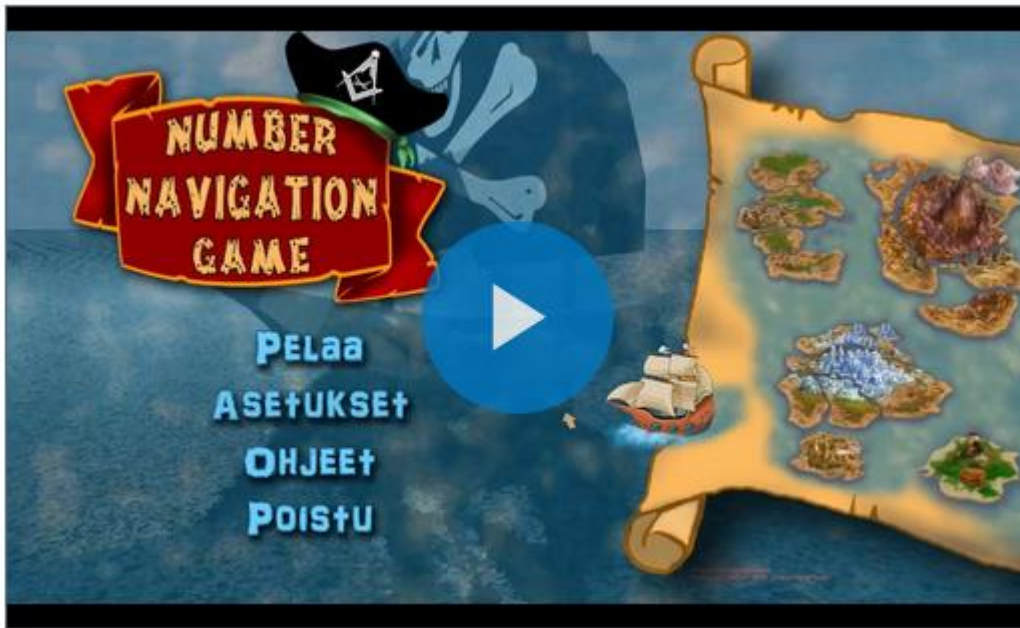 NUMBER
NAVIGATION
GAME
Pelaa
Asetukset
Ohjeet
Poistu